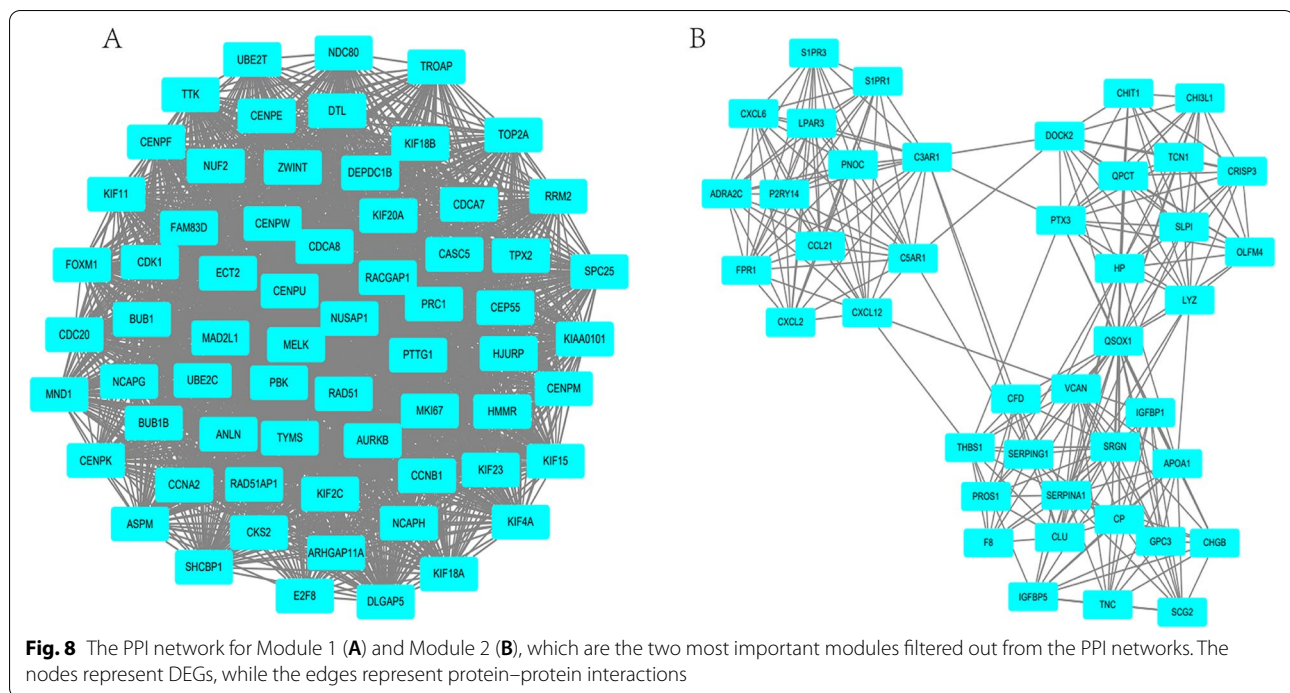 A
B
NDC80
UBE2T
TROAP
TTK
CENPE
DTL
TOP2A
CENPF
KIF18B
NUF2
ZWINT
DEPDC1B
KIF11
CDCA7
RRM2
FAM83D
CENPW
KIF20A
CDCA8
CASC5
TPX2
FOXM1
CDK1
ECT2
RACGAP1
SPC25
CENPU
PRC1
CEP55
BUB1
NUSAP1
KIAA0101
CDC20
MAD2L1
MELK
PTTG1
HJURP
MND1
NCAPG
UBE2C
PBK
RAD51
CENPM
MKI67
HMMR
BUB1B
ANLN
TYMS
AURKB
CENPK
CCNA2
RAD51AP1
KIF2C
CCNB1
KIF23
KIF15
ASPM
CKS2
NCAPH
KIF4A
SHCBP1
ARHGAP11A
KIF18A
E2F8
DLGAP5
S1PR3
S1PR1
CXCL6
LPAR3
PNOC
C3AR1
ADRA2C
P2RY14
CCL21
FPR1
C5AR1
CXCL2
CXCL12
CHIT1
CHI3L1
DOCK2
TCN1
QPCT
CRISP3
PTX3
SLPI
OLFM4
HP
LYZ
QSOX1
VCAN
CFD
IGFBP1
THBS1
SERPING1
SRGN
APOA1
PROS1
SERPINA1
CP
F8
CLU
GPC3
CHGB
IGFBP5
TNC
SCG2
Fig. 8 The PPI network for Module 1 (A) and Module 2 (B), which are the two most important modules filtered out from the PPI networks. The
nodes represent DEGs, while the edges represent protein–protein interactions